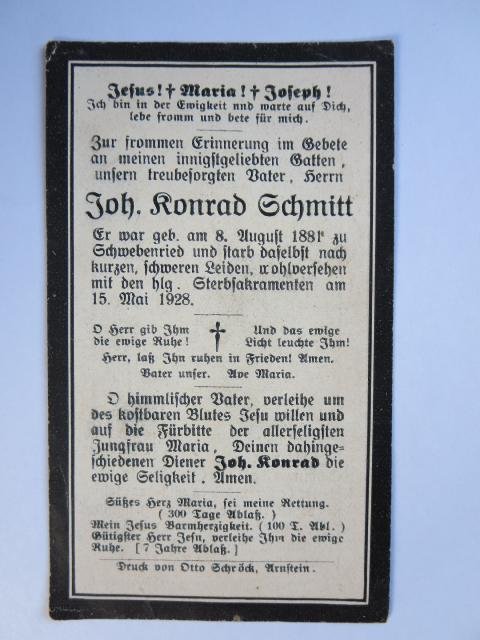 Jesus! † Maria! † Joseph!
Ich bin in der Ewigkeit nnd warte auf Dich,
lebe fromm und bete für mich.
Zur frommen Erinnerung im Gebete
an meinen innigstgeliebten Gatten,
unsern treubesorgten Vater, Herrn
Joh. Konrad Schmitt
Er war geb. am 8. August 1881 zu
Schwebenried und starb daselbst nach
kurzen, schweren Leiden, wohlversehen
mit den hlg. Sterbsakramenten am
15. Mai 1928.
O Herr gib Ihm
die ewige Ruhe!
†
Und das ewige
Licht leuchte Ihm!
Herr, laß Ihn ruhen in Frieden! Amen.
Vater unser. Ave Maria.
O himmlischer Vater, verleihe um
des kostbaren Blutes Jesu willen und
auf die Fürbitte der allerseligsten
Jungfrau Maria, Deinen dahinge-
schiedenen Diener Joh. Konrad die
ewige Seligkeit. Amen.
Süßes Herz Maria, sei meine Rettung.
( 300 Tage Ablaß. )
Mein Jesus Barmherzigkeit. ( 100 T. Abl. )
Gütigster Herr Jesu, verleihe Ihm die ewige
Ruhe. [ 7 Jahre Ablaß. ]
Druck von Otto Schröck, Arnstein.